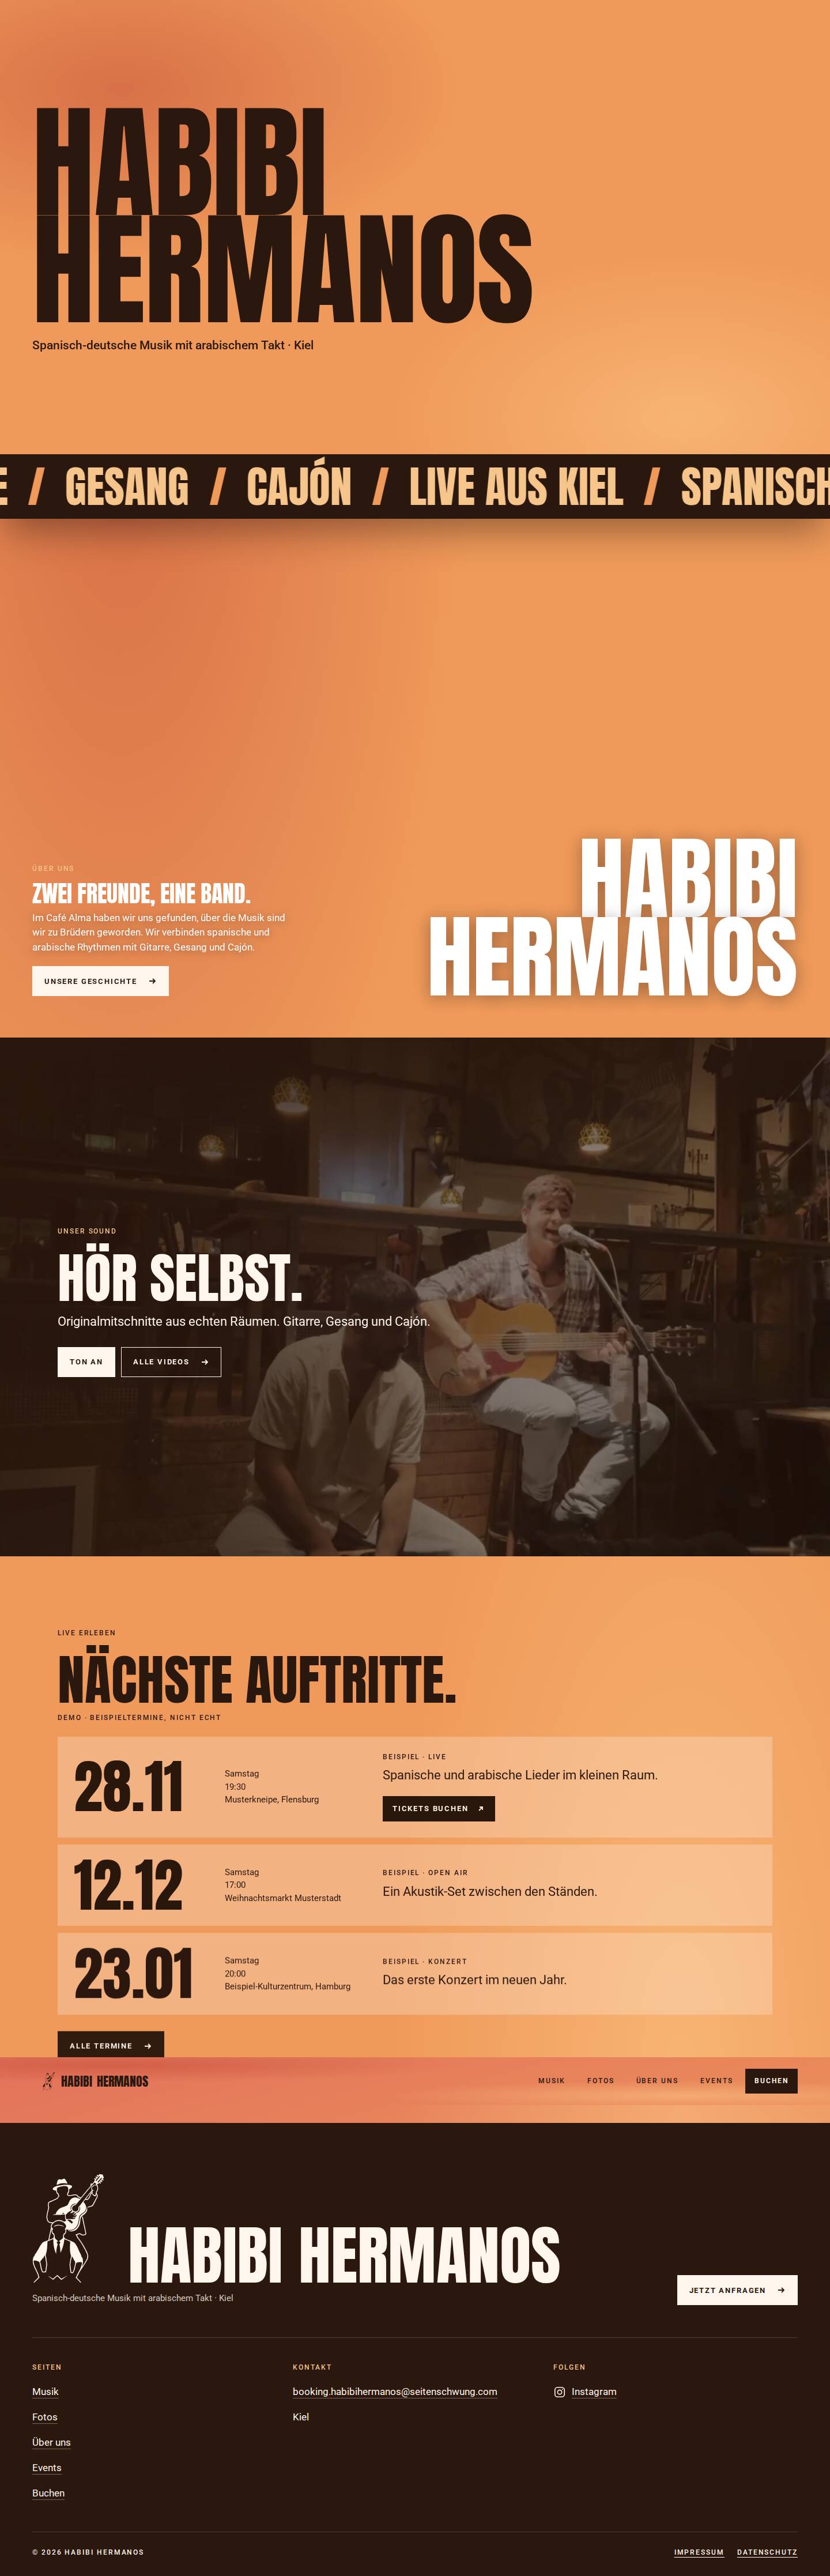 HABIBI
HERMANOS
Spanisch-deutsche Musik mit arabischem Takt · Kiel
/ GESANG / CAJÓN / LIVE AUS KIEL / SPANISCH
ÜBER UNS
ZWEI FREUNDE, EINE BAND.
Im Café Alma haben wir uns gefunden, über die Musik sind
wir zu Brüdern geworden. Wir verbinden spanische und
arabische Rhythmen mit Gitarre, Gesang und Cajón.
UNSERE GESCHICHTE →
HABIBI
HERMANOS
UNSER SOUND
HÖR SELBST.
Originalmitschnitte aus echten Räumen. Gitarre, Gesang und Cajón.
TON AN
ALLE VIDEOS →
LIVE ERLEBEN
NÄCHSTE AUFTRITTE.
DEMO · BEISPIELTERMINE, NICHT ECHT
28.11
Samstag
19:30
Musterkneipe, Flensburg
BEISPIEL · LIVE
Spanische und arabische Lieder im kleinen Raum.
TICKETS BUCHEN ↗
12.12
Samstag
17:00
Weihnachtsmarkt Musterstadt
BEISPIEL · OPEN AIR
Ein Akustik-Set zwischen den Ständen.
23.01
Samstag
20:00
Beispiel-Kulturzentrum, Hamburg
BEISPIEL · KONZERT
Das erste Konzert im neuen Jahr.
ALLE TERMINE →
HABIBI HERMANOS
MUSIK
FOTOS
ÜBER UNS
EVENTS
BUCHEN
HABIBI HERMANOS
Spanisch-deutsche Musik mit arabischem Takt · Kiel
JETZT ANFRAGEN →
SEITEN
Musik
Fotos
Über uns
Events
Buchen
KONTAKT
booking.habibihermanos@seitenschwung.com
Kiel
FOLGEN
Instagram
© 2026 HABIBI HERMANOS
IMPRESSUM
DATENSCHUTZ